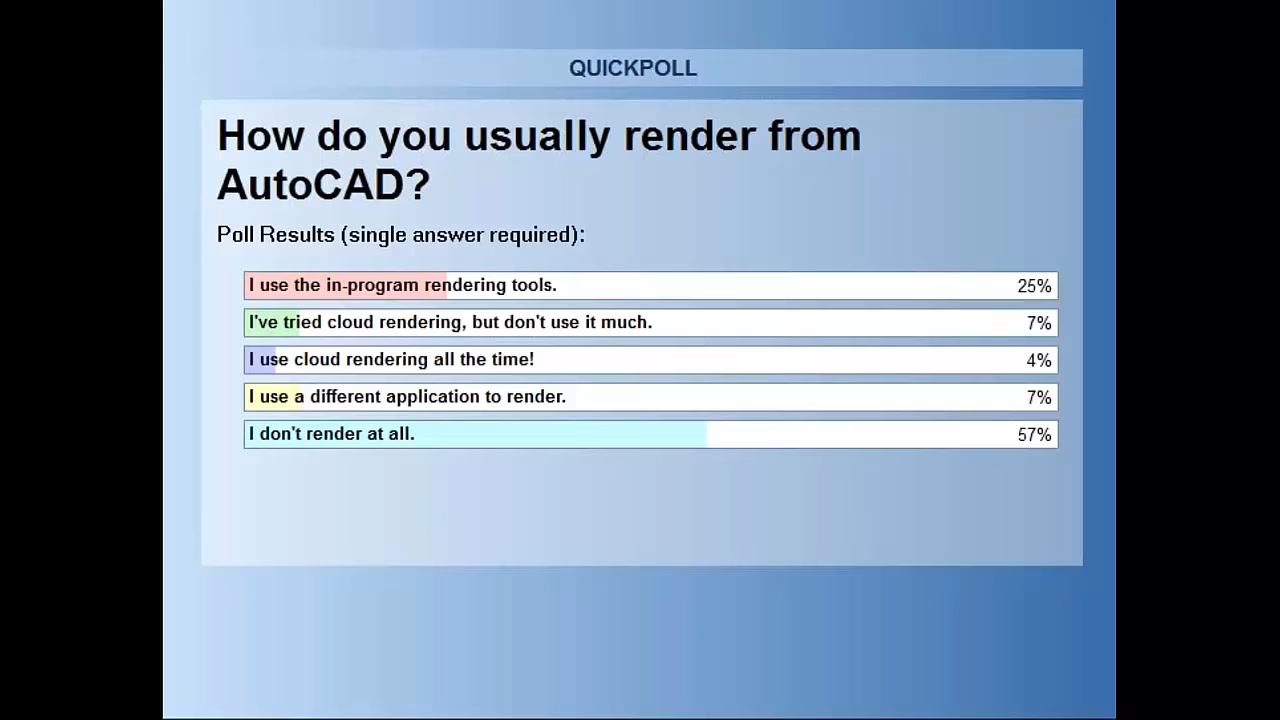 QUICKPOLL
How do you usually render from
AutoCAD?
Poll Results (single answer required):
I use the in-program rendering tools. 25%
I've tried cloud rendering, but don't use it much. 7%
I use cloud rendering all the time! 4%
I use a different application to render. 7%
I don't render at all. 57%